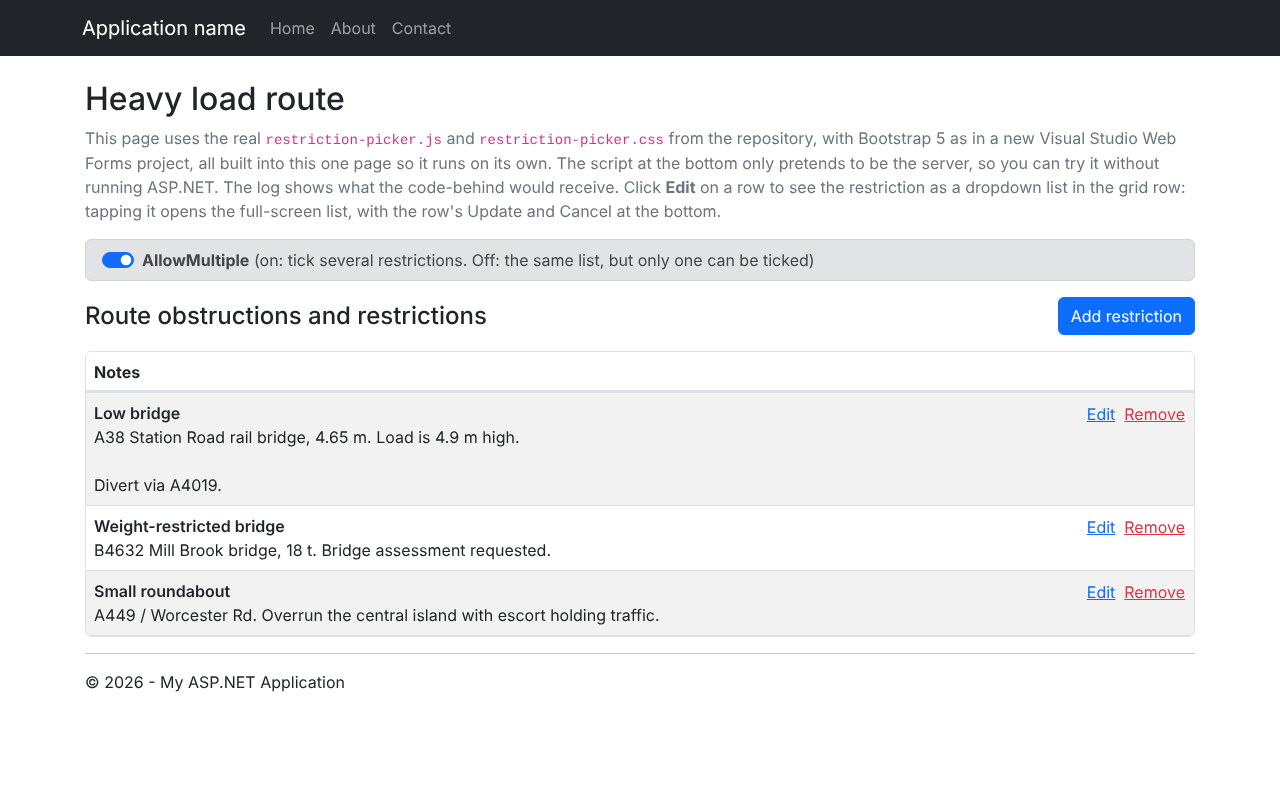 Application name Home About Contact
Heavy load route
This page uses the real restriction-picker.js and restriction-picker.css from the repository, with Bootstrap 5 as in a new Visual Studio Web
Forms project, all built into this one page so it runs on its own. The script at the bottom only pretends to be the server, so you can try it without
running ASP.NET. The log shows what the code-behind would receive. Click Edit on a row to see the restriction as a dropdown list in the grid row:
tapping it opens the full-screen list, with the row's Update and Cancel at the bottom.
AllowMultiple (on: tick several restrictions. Off: the same list, but only one can be ticked)
Route obstructions and restrictions Add restriction
Notes
Low bridge Edit Remove
A38 Station Road rail bridge, 4.65 m. Load is 4.9 m high.
Divert via A4019.
Weight-restricted bridge Edit Remove
B4632 Mill Brook bridge, 18 t. Bridge assessment requested.
Small roundabout Edit Remove
A449 / Worcester Rd. Overrun the central island with escort holding traffic.
© 2026 - My ASP.NET Application